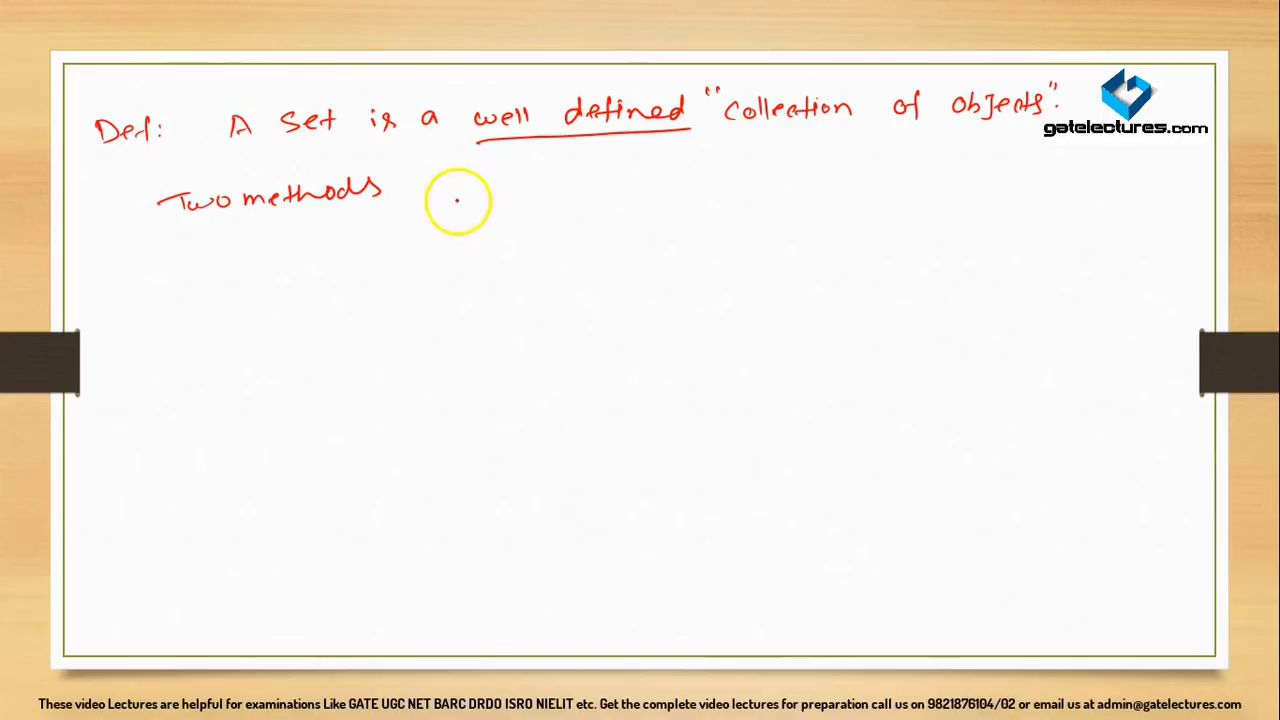 Def: A set is a well defined "collection of objects".
gatelectures.com
Two methods
These video Lectures are helpful for examinations Like GATE UGC NET BARC DRDO ISRO NIELIT etc. Get the complete video lectures for preparation call us on 9821876104/02 or email us at admin@gatelectures.com